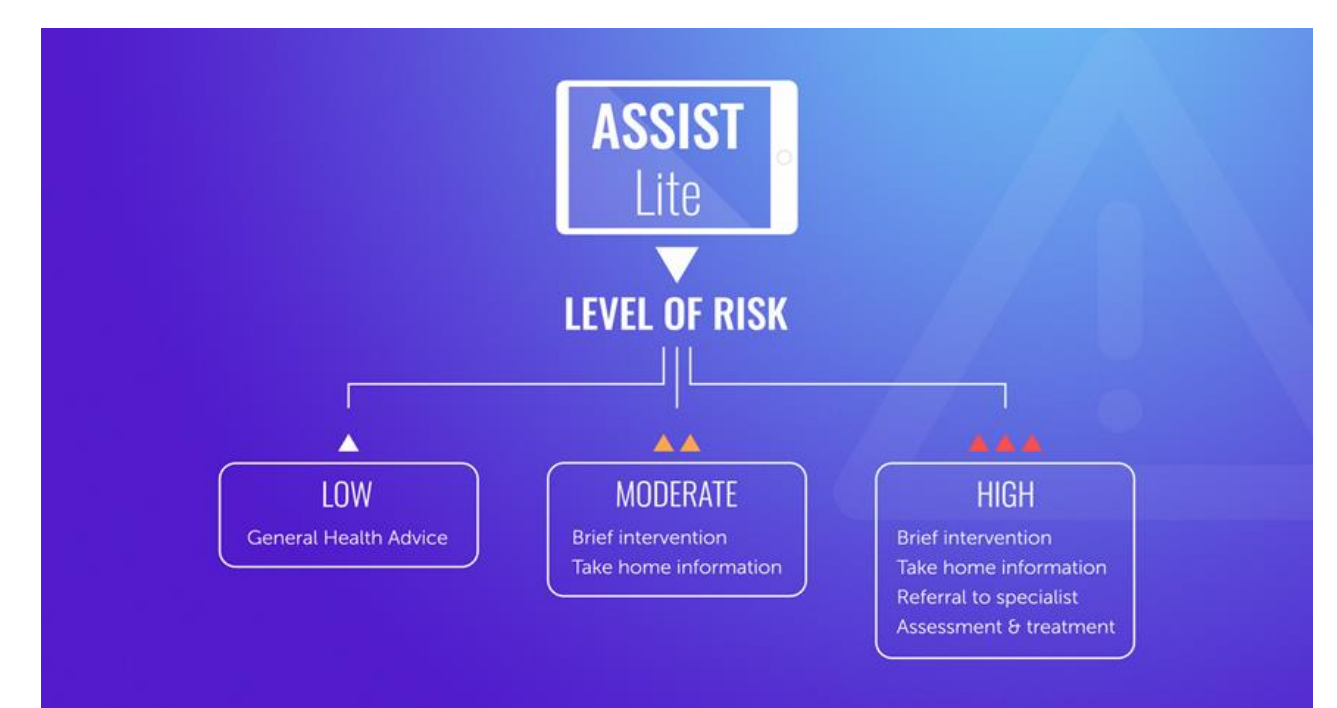 ASSIST
Lite
LEVEL OF RISK
LOW
General Health Advice
MODERATE
Brief intervention
Take home information
HIGH
Brief intervention
Take home information
Referral to specialist
Assessment & treatment